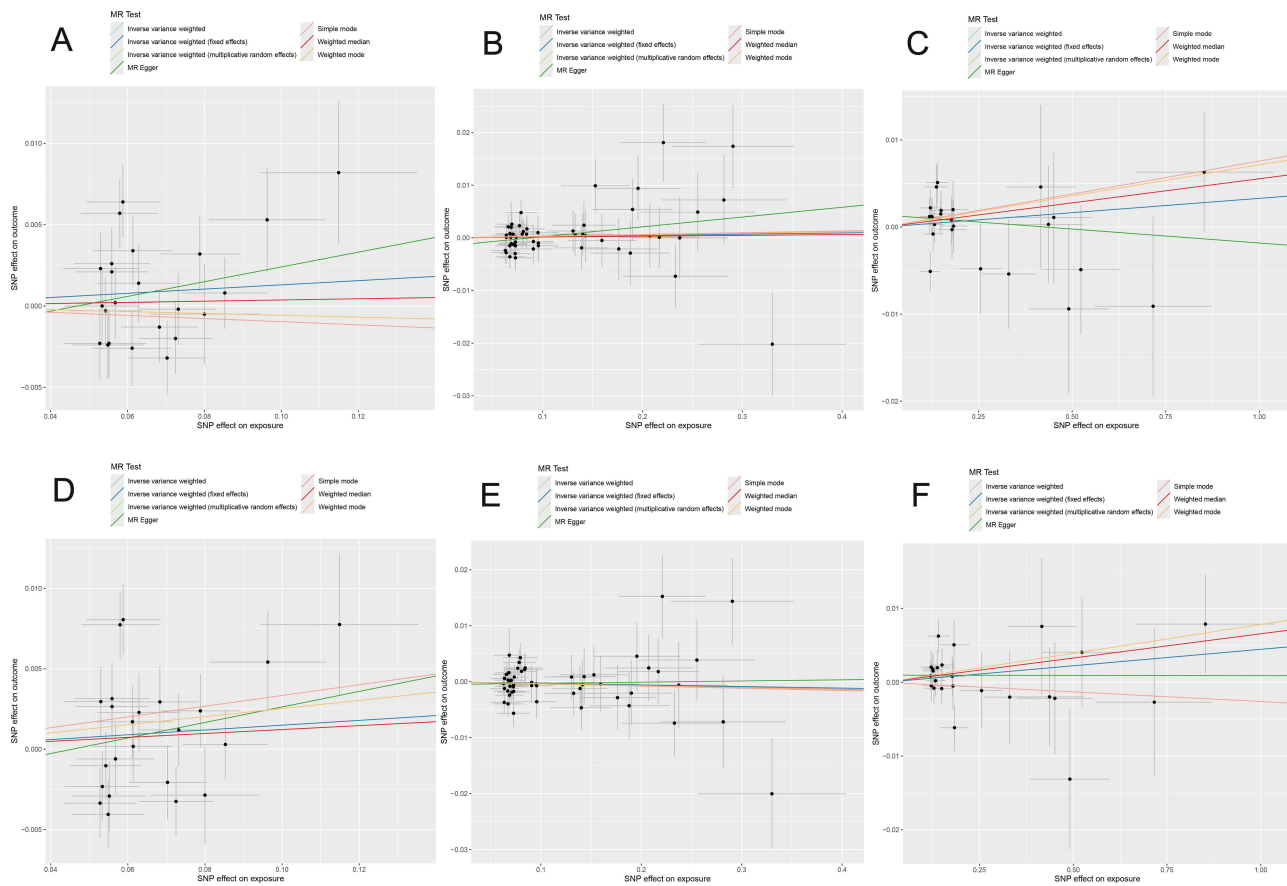 A
MR Test
Inverse variance weighted
Inverse variance weighted (fixed effects)
Inverse variance weighted (multiplicative random effects)
MR Egger
Simple mode
Weighted median
Weighted mode
SNP effect on outcome
0.010
0.005
0.000
−0.005
0.04
0.06
0.08
0.10
0.12
SNP effect on exposure
B
MR Test
Inverse variance weighted
Inverse variance weighted (fixed effects)
Inverse variance weighted (multiplicative random effects)
MR Egger
Simple mode
Weighted median
Weighted mode
SNP effect on outcome
0.02
0.01
0.00
−0.01
−0.02
−0.03
0.1
0.2
0.3
0.4
SNP effect on exposure
C
MR Test
Inverse variance weighted
Inverse variance weighted (fixed effects)
Inverse variance weighted (multiplicative random effects)
MR Egger
Simple mode
Weighted median
Weighted mode
SNP effect on outcome
0.01
0.00
−0.01
−0.02
0.25
0.50
0.75
1.00
SNP effect on exposure
D
MR Test
Inverse variance weighted
Inverse variance weighted (fixed effects)
Inverse variance weighted (multiplicative random effects)
MR Egger
Simple mode
Weighted median
Weighted mode
SNP effect on outcome
0.010
0.005
0.000
−0.005
0.04
0.06
0.08
0.10
0.12
SNP effect on exposure
E
MR Test
Inverse variance weighted
Inverse variance weighted (fixed effects)
Inverse variance weighted (multiplicative random effects)
MR Egger
Simple mode
Weighted median
Weighted mode
SNP effect on outcome
0.02
0.01
0.00
−0.01
−0.02
−0.03
0.1
0.2
0.3
0.4
SNP effect on exposure
F
MR Test
Inverse variance weighted
Inverse variance weighted (fixed effects)
Inverse variance weighted (multiplicative random effects)
MR Egger
Simple mode
Weighted median
Weighted mode
SNP effect on outcome
0.01
0.00
−0.01
−0.02
0.25
0.50
0.75
1.00
SNP effect on exposure